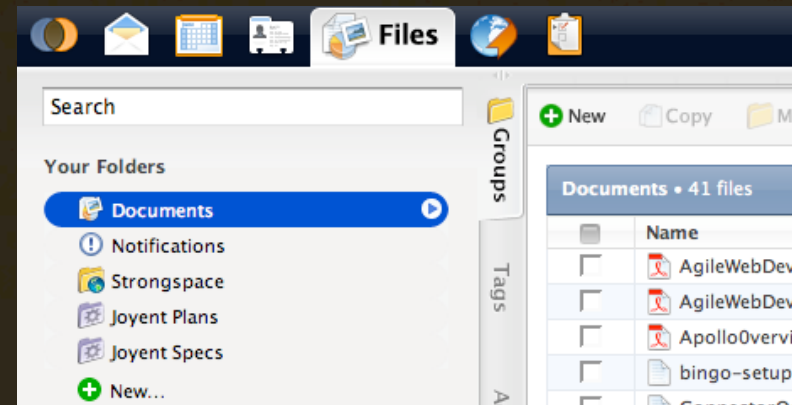 Files
Search
Your Folders
Documents
Notifications
Strongspace
Joyent Plans
Joyent Specs
New...
Groups
Tags
New
Copy
Documents • 41 files
Name
AgileWebDev
AgileWebDev
ApolloOvervi
bingo-setup